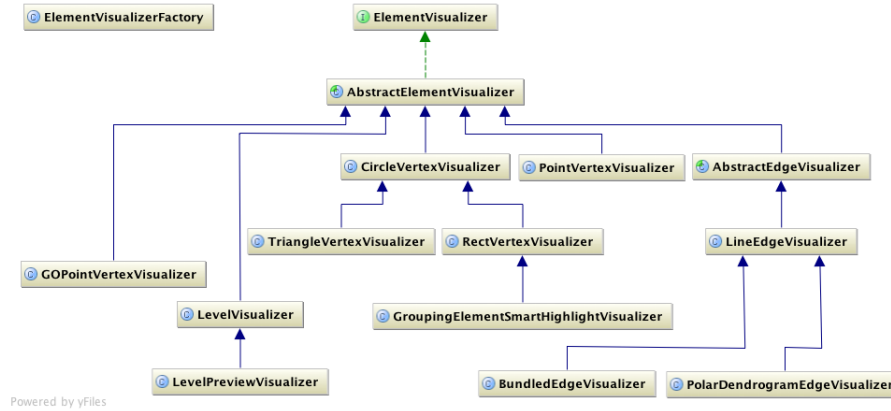 ElementVisualizerFactory
ElementVisualizer
AbstractElementVisualizer
CircleVertexVisualizer
PointVertexVisualizer
AbstractEdgeVisualizer
TriangleVertexVisualizer
RectVertexVisualizer
LineEdgeVisualizer
GOPointVertexVisualizer
LevelVisualizer
GroupingElementSmartHighlightVisualizer
LevelPreviewVisualizer
BundledEdgeVisualizer
PolarDendrogramEdgeVisualizer
Powered by yFiles